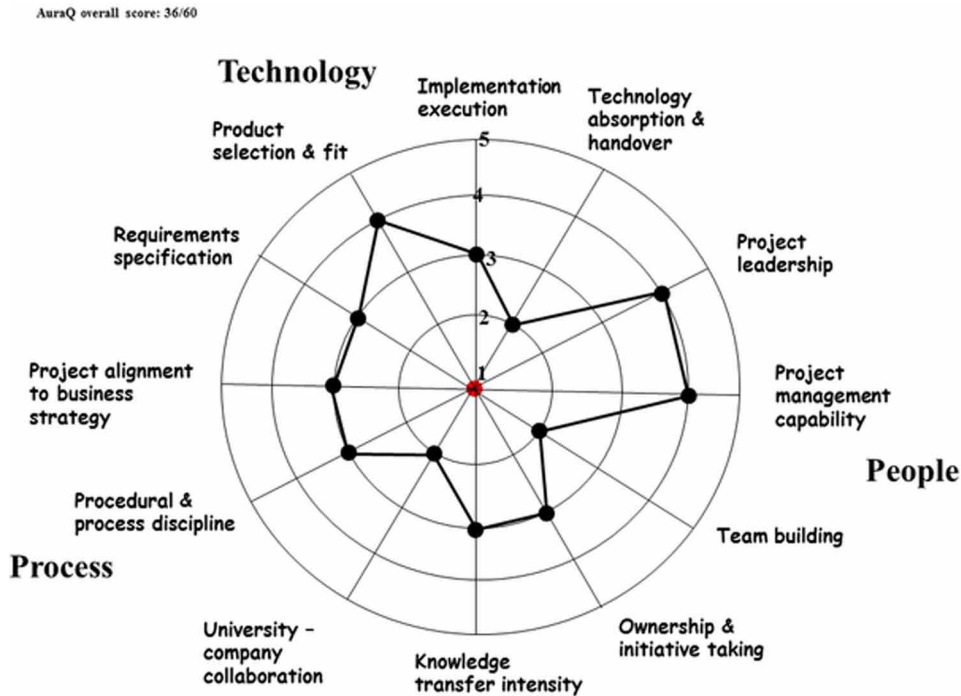 AuraQ overall score: 36/60
Technology
Implementation
execution
Technology
absorption &
handover
Product
selection & fit
5
4
Requirements
specification
Project
leadership
3
2
1
Project alignment
to business
strategy
Project
management
capability
People
Procedural &
process discipline
Team building
Process
University –
company
collaboration
Knowledge
transfer intensity
Ownership &
initiative taking